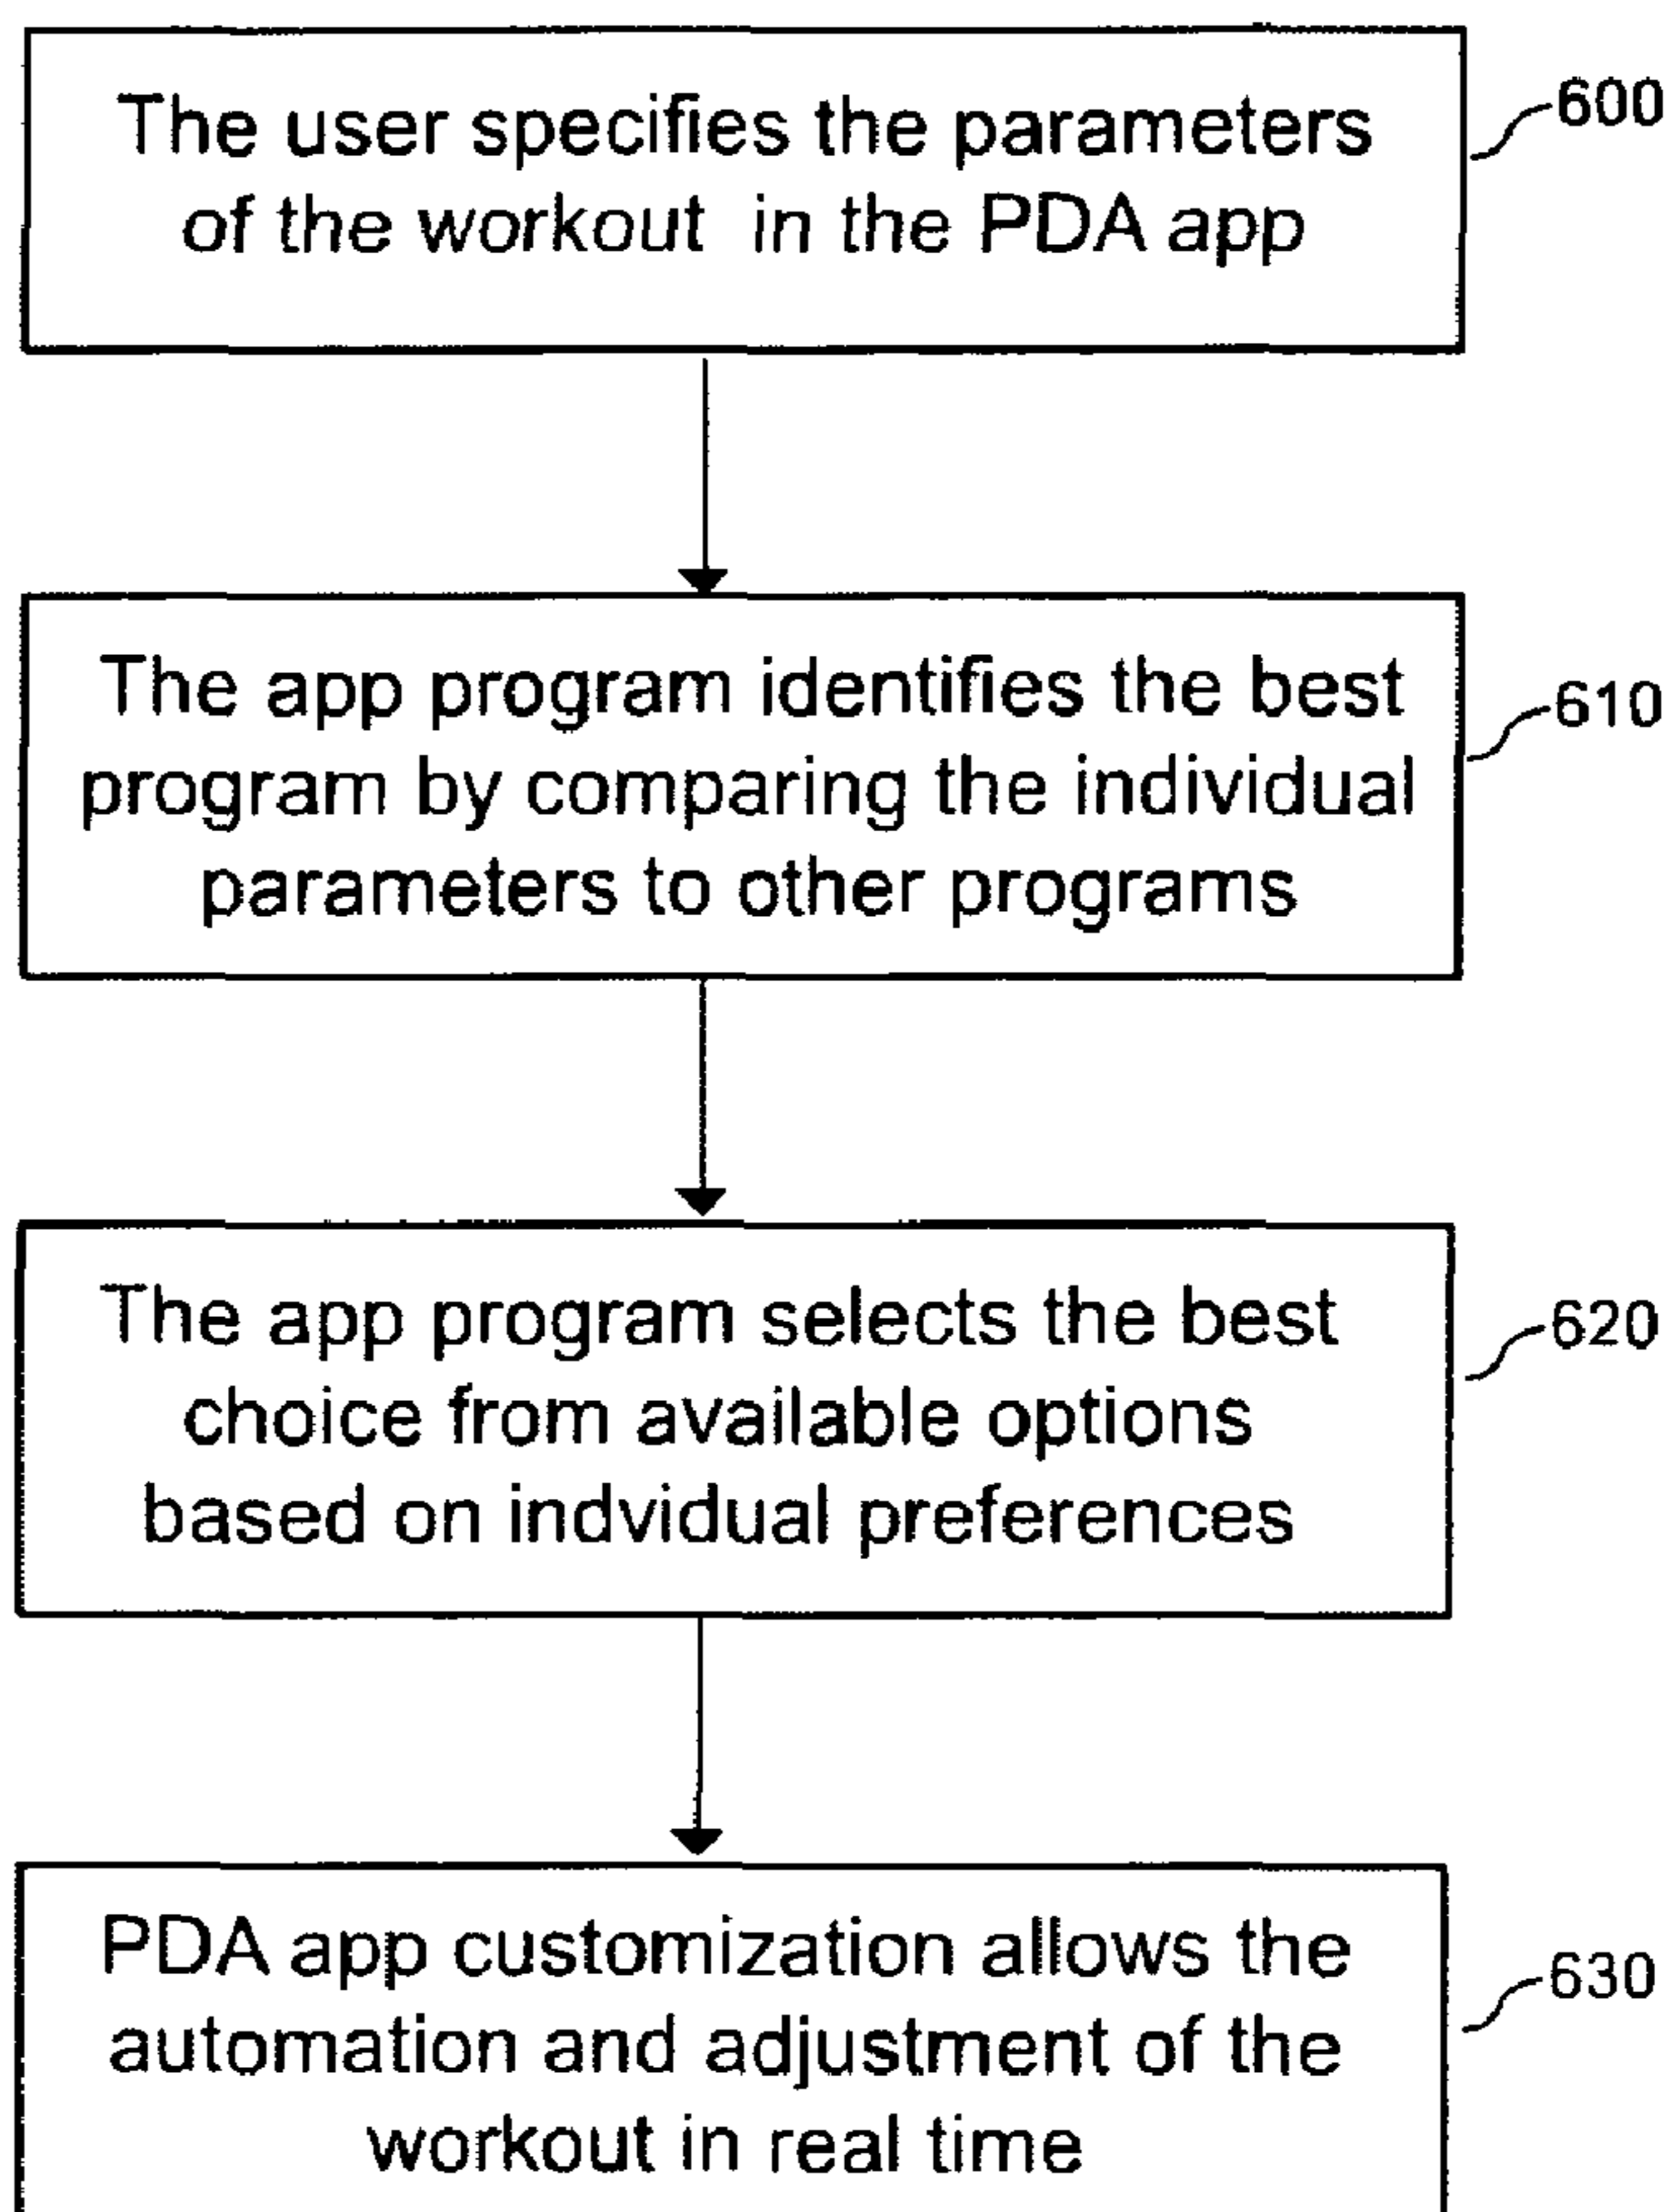 The user specifies the parameters
of the workout in the PDA app
600
The app program identifies the best
program by comparing the individual
parameters to other programs
610
The app program selects the best
choice from available options
based on indvidual preferences
620
PDA app customization allows the
automation and adjustment of the
workout in real time
630